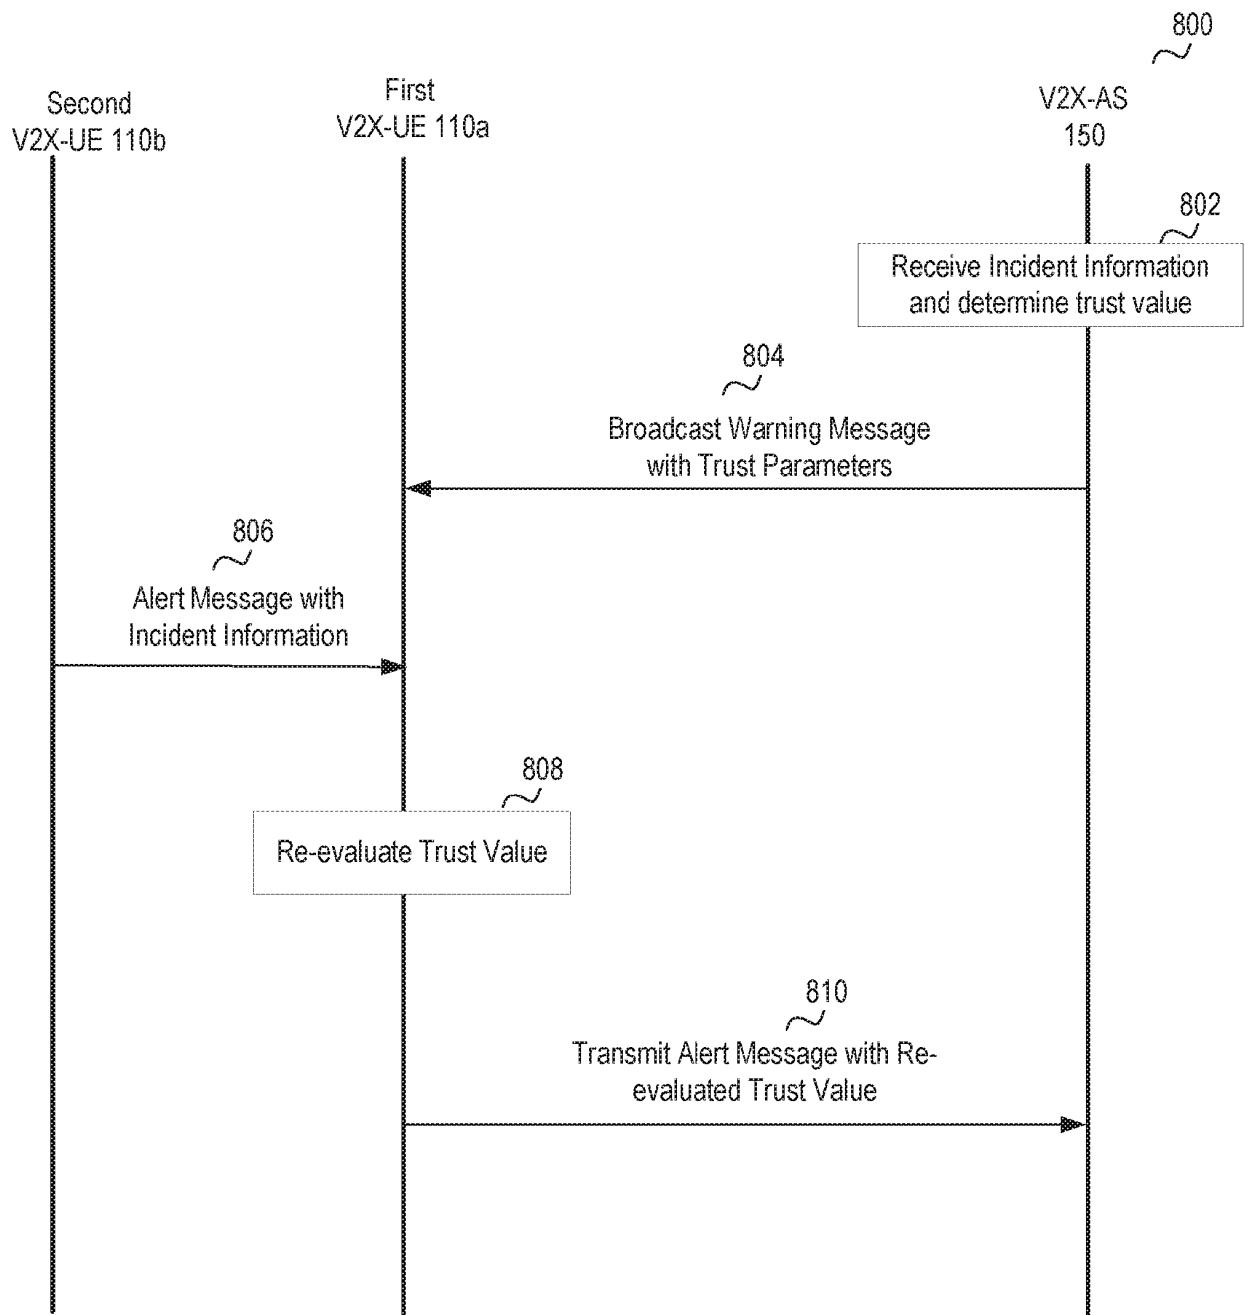 800
Second
V2X-UE 110b
First
V2X-UE 110a
V2X-AS
150
802
Receive Incident Information
and determine trust value
804
Broadcast Warning Message
with Trust Parameters
806
Alert Message with
Incident Information
808
Re-evaluate Trust Value
810
Transmit Alert Message with Re-
evaluated Trust Value